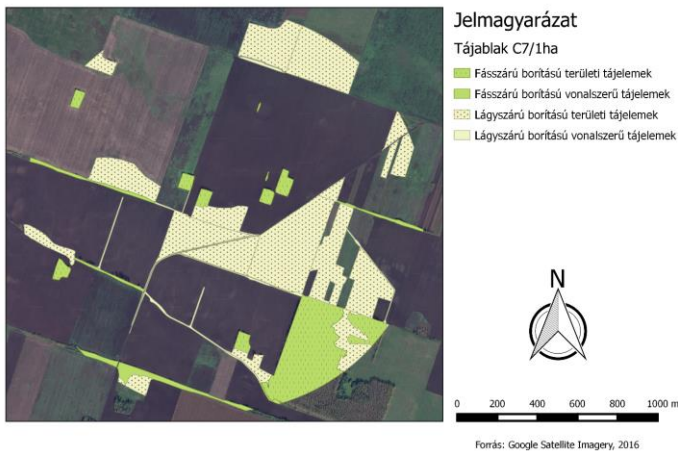 Jelmagyarázat
Tájablak C7/1ha
Fásszárú borítású területi tájelemek
Fásszárú borítású vonalszerű tájelemek
Lágyszárú borítású területi tájelemek
Lágyszárú borítású vonalszerű tájelemek
N
0 200 400 600 800 1000 m
Forrás: Google Satellite Imagery, 2016